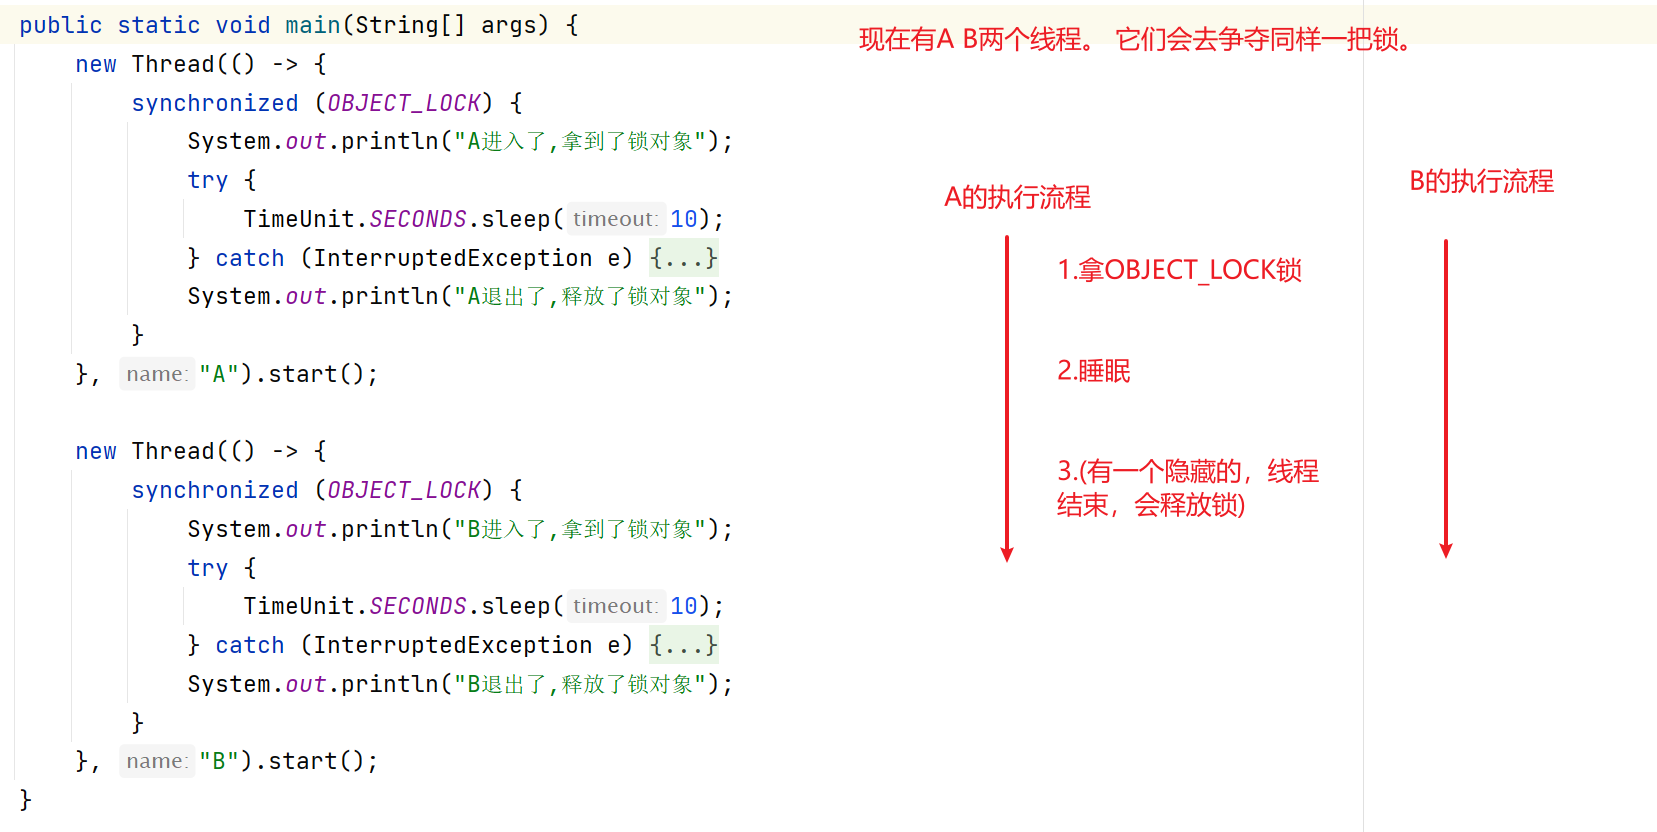 public static void main(String[] args) {
new Thread(() -> {
synchronized (OBJECT_LOCK) {
System.out.println("A进入了,拿到了锁对象");
try {
TimeUnit.SECONDS.sleep( timeout: 10);
} catch (InterruptedException e) {...}
System.out.println("A退出了,释放了锁对象");
}
}, name: "A").start();
new Thread(() -> {
synchronized (OBJECT_LOCK) {
System.out.println("B进入了,拿到了锁对象");
try {
TimeUnit.SECONDS.sleep( timeout: 10);
} catch (InterruptedException e) {...}
System.out.println("B退出了,释放了锁对象");
}
}, name: "B").start();
}
现在有A B两个线程。 它们会去争夺同样一把锁。
A的执行流程
1.拿OBJECT_LOCK锁
2.睡眠
3.(有一个隐藏的，线程
结束，会释放锁)
B的执行流程